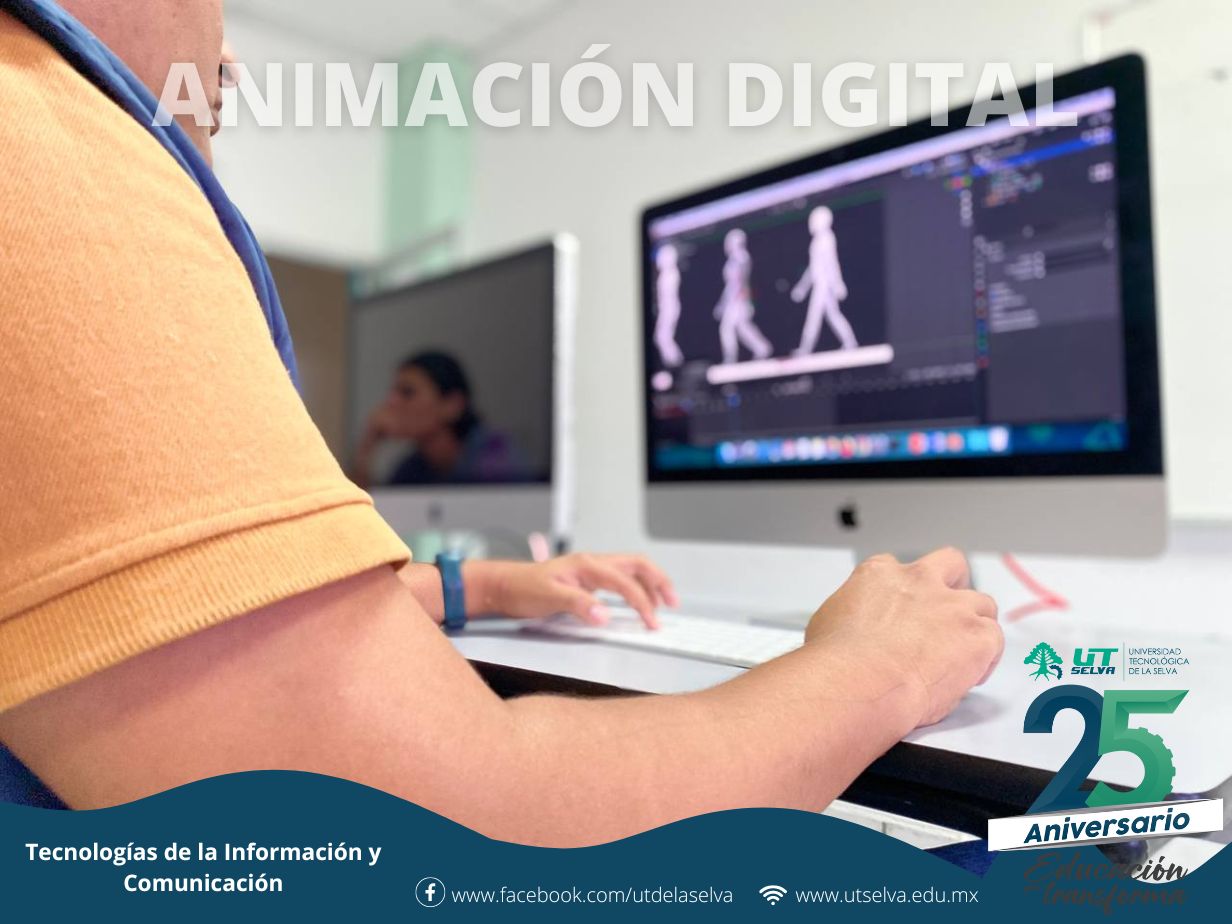 ANIMACIÓN DIGITAL
UT
SELVA
UNIVERSIDAD
TECNOLÓGICA
DE LA SELVA
25
Aniversario
Educación
Transforma
Tecnologías de la Información y
Comunicación
www.facebook.com/utdelaselva
www.utselva.edu.mx